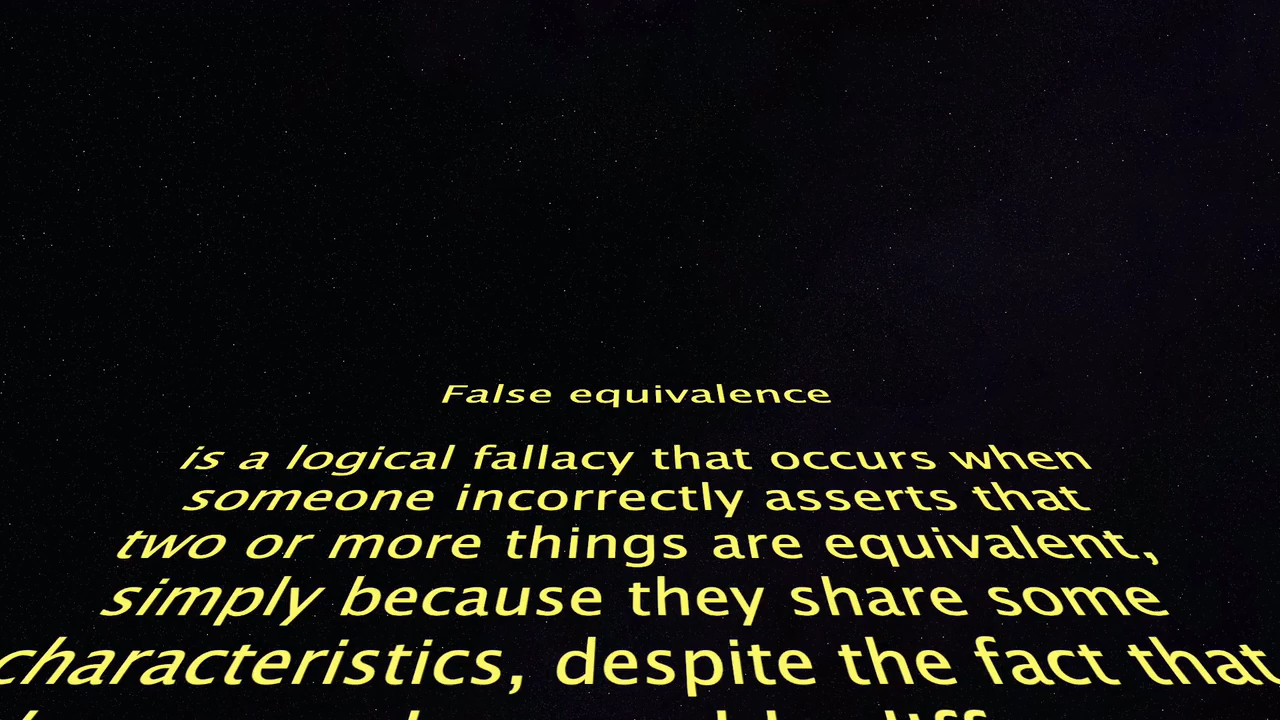 False equivalence
is a logical fallacy that occurs when
someone incorrectly asserts that
two or more things are equivalent,
simply because they share some
characteristics, despite the fact that